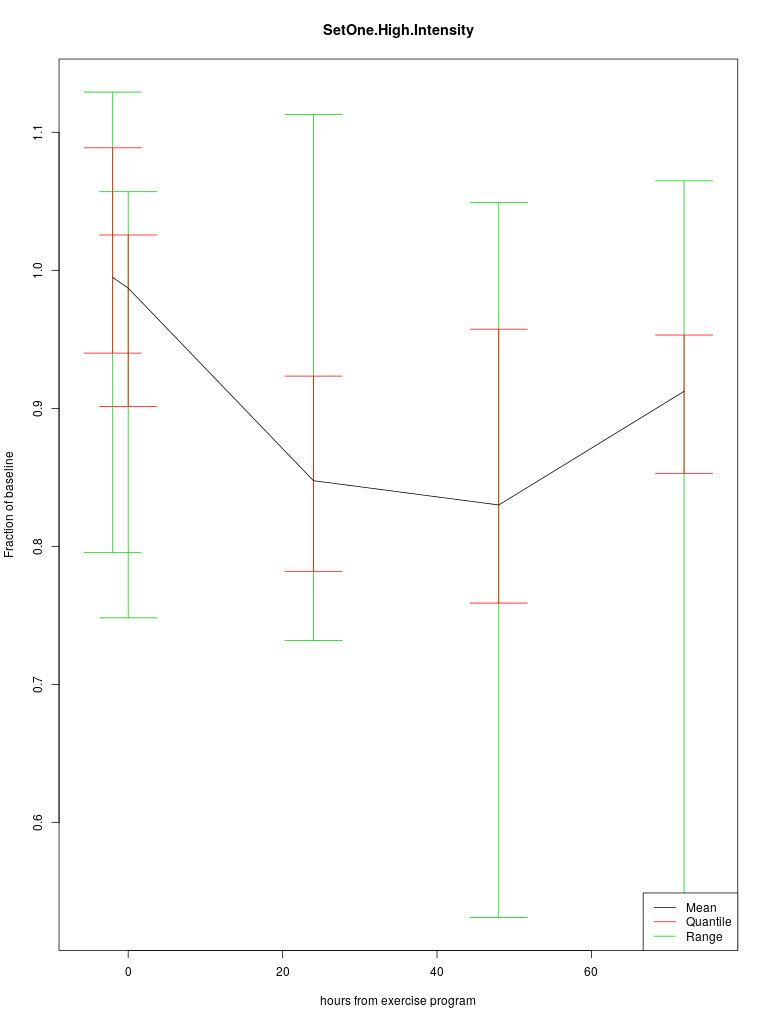 SetOne.High.Intensity
Fraction of baseline
1.1
1.0
0.9
0.8
0.7
0.6
0 20 40 60
hours from exercise program
Mean
Quantile
Range